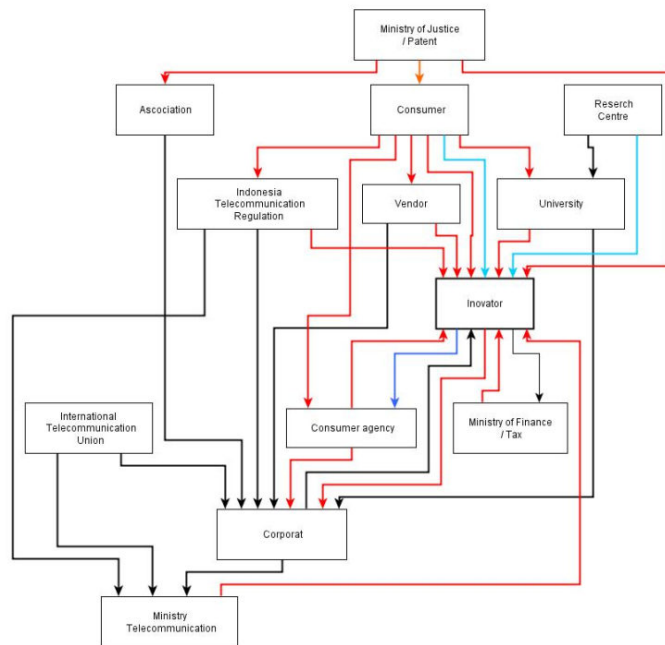 Ministry of Justice
/ Patent
Ascociation
Consumer
Reserch
Centre
Indonesia
Telecommunication
Regulation
Vendor
University
Inovator
International
Telecommunication
Union
Consumer agency
Ministry of Finance
/ Tax
Corporat
Ministry
Telecommunication